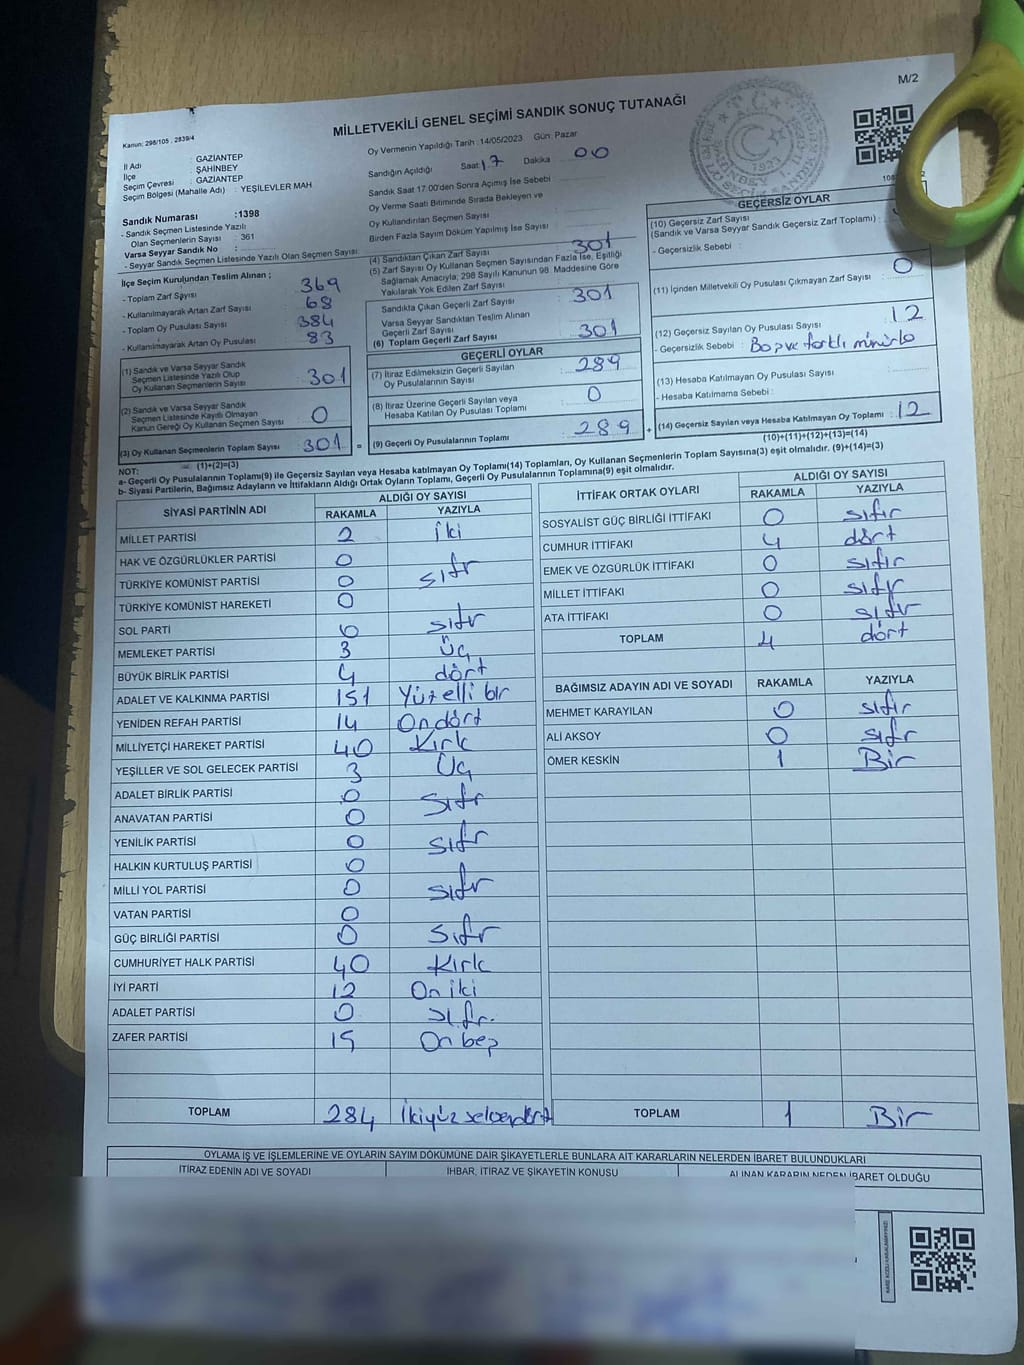 M/2
Kanun: 298/105 . 2839/4
MİLLETVEKİLİ GENEL SEÇİMİ SANDIK SONUÇ TUTANAĞI
İl Adı : GAZİANTEP
İlçe : ŞAHİNBEY
Seçim Çevresi : GAZİANTEP
Seçim Bölgesi (Mahalle Adı) : YEŞİLEVLER MAH
Sandık Numarası :1398
- Sandık Seçmen Listesinde Yazılı
Olan Seçmenlerin Sayısı : 361
Varsa Seyyar Sandık No :
- Seyyar Sandık Seçmen Listesinde Yazılı Olan Seçmen Sayısı:
Oy Vermenin Yapıldığı Tarih : 14/05/2023 Gün: Pazar
Sandığın Açıldığı Saat 17 Dakika 00
Sandık Saat 17.00'den Sonra Açımış İse Sebebi :
Oy Verme Saati Bitiminde Sırada Bekleyen ve
Oy Kullandırılan Seçmen Sayısı :
Birden Fazla Sayım Döküm Yapılmış İse Sayısı :
İlçe Seçim Kurulundan Teslim Alınan ;
- Toplam Zarf Sayısı : 369
- Kullanılmayarak Artan Zarf Sayısı : 68
- Toplam Oy Pusulası Sayısı : 384
- Kullanılmayarak Artan Oy Pusulası : 83
(1) Sandık ve Varsa Seyyar Sandık
Seçmen Listesinde Yazılı Olup
Oy Kullanan Seçmenlerin Sayısı : 301
(2) Sandık ve Varsa Seyyar Sandık
Seçmen Listesinde Kayıtlı Olmayan
Kanun Gereği Oy Kullanan Seçmen Sayısı : 0
(3) Oy Kullanan Seçmenlerin Toplam Sayısı : 301
(1)+(2)=(3)
(4) Sandıktan Çıkan Zarf Sayısı : 301
(5) Zarf Sayısı Oy Kullanan Seçmen Sayısından Fazla İse, Eşitliği
Sağlamak Amacıyla; 298 Sayılı Kanunun 98. Maddesine Göre
Yakılarak Yok Edilen Zarf Sayısı :
Sandıkta Çıkan Geçerli Zarf Sayısı : 301
Varsa Seyyar Sandıktan Teslim Alınan
Geçerli Zarf Sayısı
(6) Toplam Geçerli Zarf Sayısı : 301
GEÇERLİ OYLAR
(7) İtiraz Edilmeksizin Geçerli Sayılan
Oy Pusulalarının Sayısı : 289
(8) İtiraz Üzerine Geçerli Sayılan veya
Hesaba Katılan Oy Pusulası Toplamı : 0
(9) Geçerli Oy Pusulalarının Toplamı : 289
GEÇERSİZ OYLAR
(10) Geçersiz Zarf Sayısı
(Sandık ve Varsa Seyyar Sandık Geçersiz Zarf Toplamı) :
- Geçersizlik Sebebi :
(11) İçinden Milletvekili Oy Pusulası Çıkmayan Zarf Sayısı : 0
(12) Geçersiz Sayılan Oy Pusulası Sayısı : 12
- Geçersizlik Sebebi : Boş ve farklı mühürlü
(13) Hesaba Katılmayan Oy Pusulası Sayısı :
- Hesaba Katılmama Sebebi :
(14) Geçersiz Sayılan veya Hesaba Katılmayan Oy Toplamı : 12
(10)+(11)+(12)+(13)=(14)
NOT:
a- Geçerli Oy Pusulalarının Toplamı(9) ile Geçersiz Sayılan veya Hesaba katılmayan Oy Toplamı(14) Toplamları, Oy Kullanan Seçmenlerin Toplam Sayısına(3) eşit olmalıdır. (9)+(14)=(3)
b- Siyasi Partilerin, Bağımsız Adayların ve İttifakların Aldığı Ortak Oyların Toplamı, Geçerli Oy Pusulalarının Toplamına(9) eşit olmalıdır.
SİYASİ PARTİNİN ADI ALDIĞI OY SAYISI
RAKAMLA YAZIYLA
MİLLET PARTİSİ 2 iki
HAK VE ÖZGÜRLÜKLER PARTİSİ 0
TÜRKİYE KOMÜNİST PARTİSİ 0 sıfır
TÜRKİYE KOMÜNİST HAREKETİ 0
SOL PARTİ 0 sıfır
MEMLEKET PARTİSİ 3 Üç
BÜYÜK BİRLİK PARTİSİ 4 dört
ADALET VE KALKINMA PARTİSİ 151 Yüzelli bir
YENİDEN REFAH PARTİSİ 14 Ondört
MİLLİYETÇİ HAREKET PARTİSİ 40 Kırk
YEŞİLLER VE SOL GELECEK PARTİSİ 3 Üç
ADALET BİRLİK PARTİSİ 0 sıfır
ANAVATAN PARTİSİ 0
YENİLİK PARTİSİ 0 sıfır
HALKIN KURTULUŞ PARTİSİ 0
MİLLİ YOL PARTİSİ 0 sıfır
VATAN PARTİSİ 0
GÜÇ BİRLİĞİ PARTİSİ 0 sıfır
CUMHURİYET HALK PARTİSİ 40 Kırk
İYİ PARTİ 12 On iki
ADALET PARTİSİ 0 sıfır
ZAFER PARTİSİ 15 On beş
TOPLAM 284 İkiyüz seksendört
İTTİFAK ORTAK OYLARI ALDIĞI OY SAYISI
RAKAMLA YAZIYLA
SOSYALİST GÜÇ BİRLİĞİ İTTİFAKI 0 sıfır
CUMHUR İTTİFAKI 4 dört
EMEK VE ÖZGÜRLÜK İTTİFAKI 0 sıfır
MİLLET İTTİFAKI 0 sıfır
ATA İTTİFAKI 0 sıfır
TOPLAM 4 dört
BAĞIMSIZ ADAYIN ADI VE SOYADI RAKAMLA YAZIYLA
MEHMET KARAYILAN 0 sıfır
ALİ AKSOY 0 sıfır
ÖMER KESKİN 1 Bir
TOPLAM 1 Bir
OYLAMA İŞ VE İŞLEMLERİNE VE OYLARIN SAYIM DÖKÜMÜNE DAİR ŞİKAYETLERLE BUNLARA AİT KARARLARIN NELERDEN İBARET BULUNDUKLARI
İTİRAZ EDENİN ADI VE SOYADI İHBAR, İTİRAZ VE ŞİKAYETİN KONUSU ALINAN KARARIN NEDEN İBARET OLDUĞU